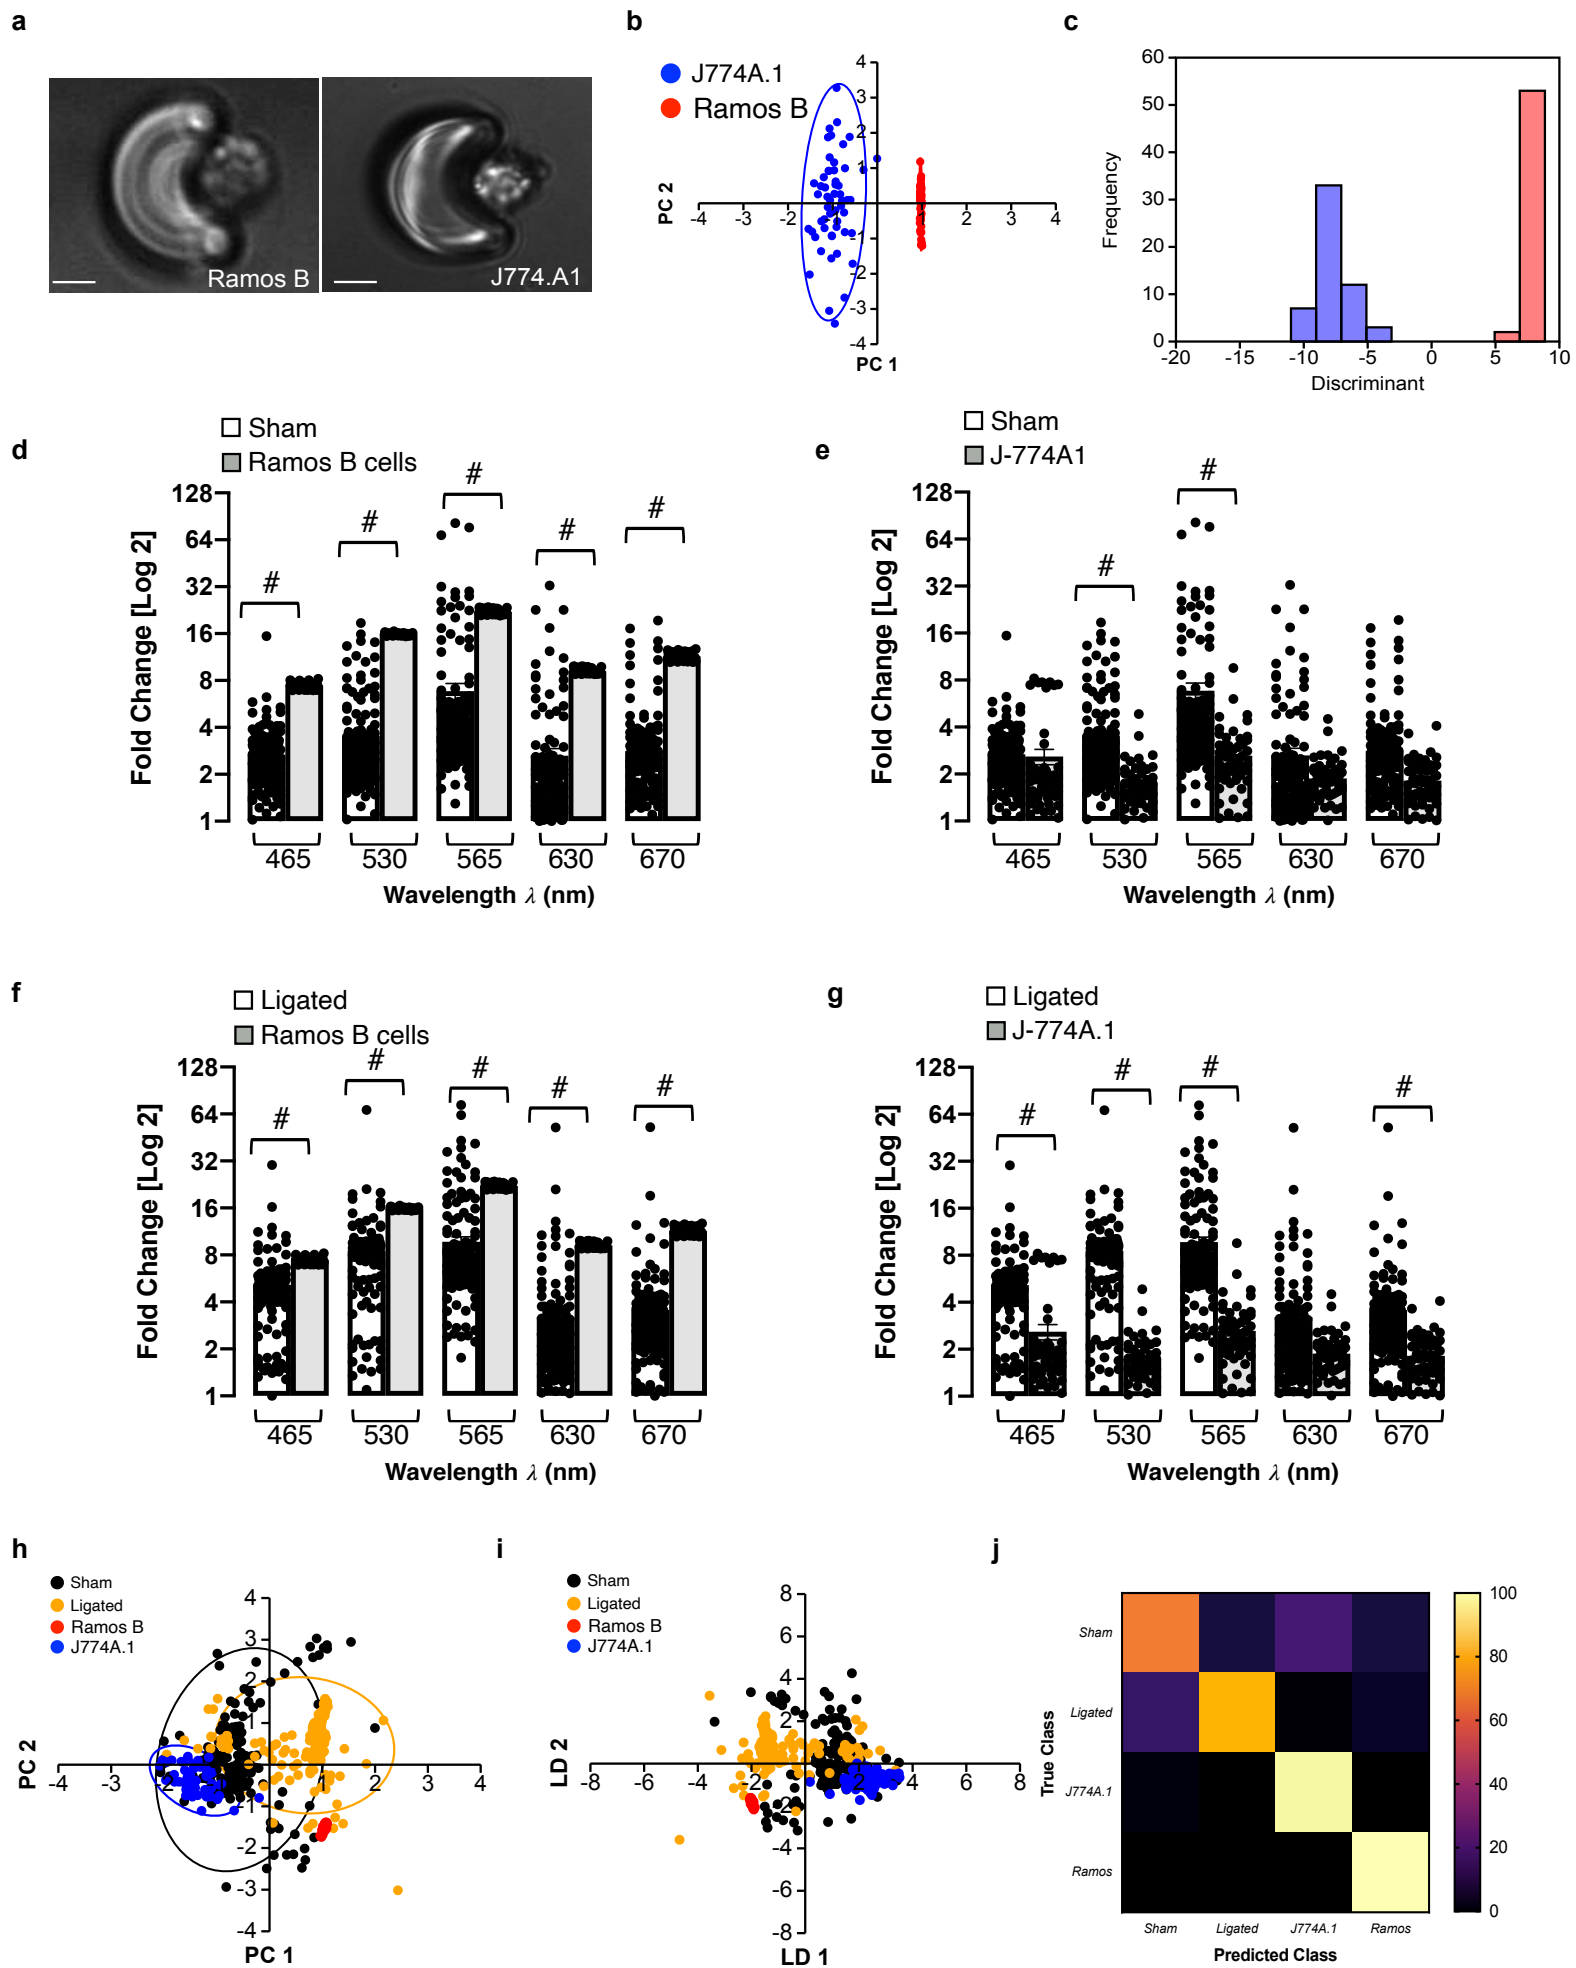 a
Ramos B
J774.A1
b
J774A.1
Ramos B
4
3
2
1
-4 -3 -2 2 3 4
-1
-2
-3
-4
PC 2
PC 1
c
60
50
40
30
20
10
0
-20 -15 -10 -5 0 5 10
Frequency
Discriminant
d
Sham
Ramos B cells
# # # # #
128
64
32
16
8
4
2
1
Fold Change [Log 2]
465 530 565 630 670
Wavelength λ (nm)
e
Sham
J-774A1
# #
128
64
32
16
8
4
2
1
Fold Change [Log 2]
465 530 565 630 670
Wavelength λ (nm)
f
Ligated
Ramos B cells
# # # # #
128
64
32
16
8
4
2
1
Fold Change [Log 2]
465 530 565 630 670
Wavelength λ (nm)
g
Ligated
J-774A.1
# # # #
128
64
32
16
8
4
2
1
Fold Change [Log 2]
465 530 565 630 670
Wavelength λ (nm)
h
Sham
Ligated
Ramos B
J774A.1
4
3
2
1
-4 -3 -2 1 2 3 4
-1
-2
-3
-4
PC 2
PC 1
i
Sham
Ligated
Ramos B
J774A.1
8
6
4
2
-8 -6 -4 -2 2 4 6 8
-2
-4
-6
-8
LD 2
LD 1
j
Sham
Ligated
J774A.1
Ramos
True Class
Sham Ligated J774A.1 Ramos
Predicted Class
100
80
60
40
20
0